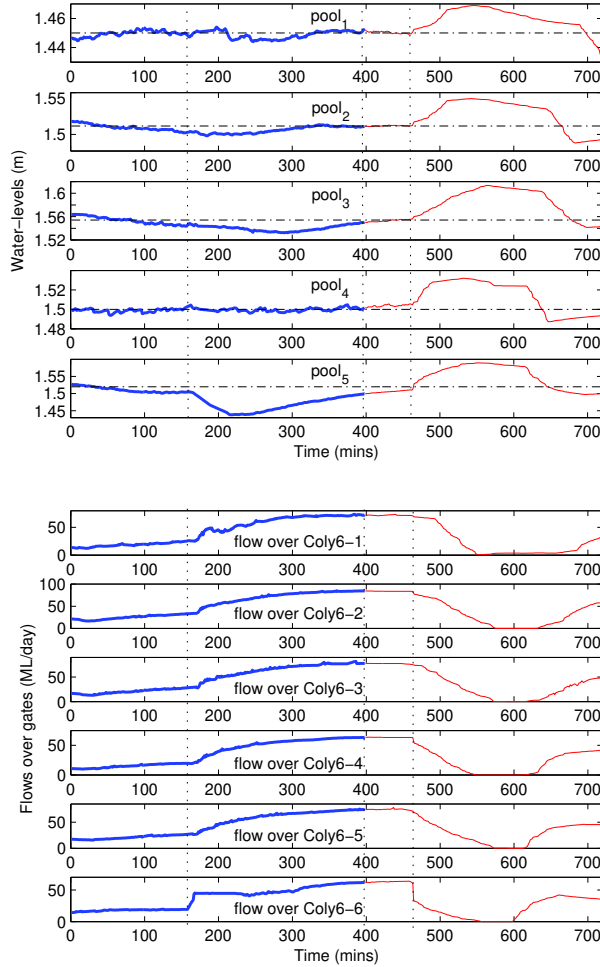 1.46
1.44
pool1
0 100 200 300 400 500 600 700
1.55
1.5
pool2
0 100 200 300 400 500 600 700
1.6
1.56
1.52
pool3
0 100 200 300 400 500 600 700
1.52
1.5
1.48
pool4
0 100 200 300 400 500 600 700
1.55
1.5
1.45
pool5
0 100 200 300 400 500 600 700
Time (mins)
Water−levels (m)
50
0
flow over Coly6−1
0 100 200 300 400 500 600 700
100
50
0
flow over Coly6−2
0 100 200 300 400 500 600 700
50
0
flow over Coly6−3
0 100 200 300 400 500 600 700
50
0
flow over Coly6−4
0 100 200 300 400 500 600 700
50
0
flow over Coly6−5
0 100 200 300 400 500 600 700
50
0
flow over Coly6−6
0 100 200 300 400 500 600 700
Time (mins)
Flows over gates (ML/day)